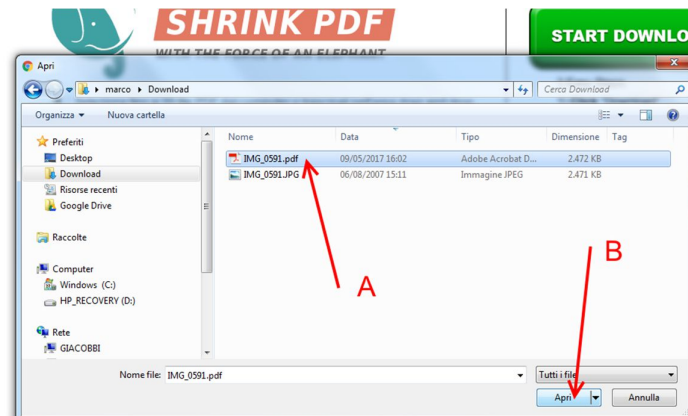 SHRINK PDF
WITH THE FORCE OF AN ELEPHANT
START DOWNLO
Apri
marco Download
Cerca Download
Organizza Nuova cartella
Preferiti
Desktop
Download
Risorse recenti
Google Drive
Raccolte
Computer
Windows (C:)
HP_RECOVERY (D:)
Rete
GIACOBBI
Nome Data Tipo Dimensione Tag
IMG_0591.pdf 09/05/2017 16:02 Adobe Acrobat D... 2.472 KB
IMG_0591.JPG 06/08/2007 15:11 Immagine JPEG 2.471 KB
A
B
Nome file: IMG_0591.pdf Tutti i file
Apri Annulla